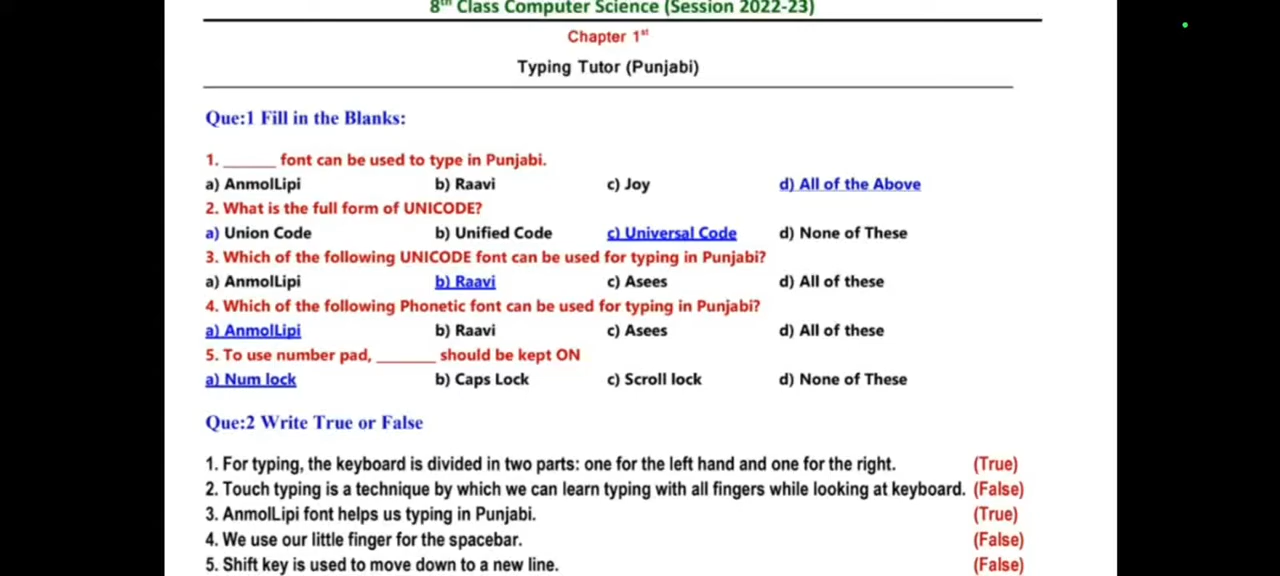 8th Class Computer Science (Session 2022-23)
Chapter 1st
Typing Tutor (Punjabi)
Que:1 Fill in the Blanks:
1. ______ font can be used to type in Punjabi.
a) AnmolLipi b) Raavi c) Joy d) All of the Above
2. What is the full form of UNICODE?
a) Union Code b) Unified Code c) Universal Code d) None of These
3. Which of the following UNICODE font can be used for typing in Punjabi?
a) AnmolLipi b) Raavi c) Asees d) All of these
4. Which of the following Phonetic font can be used for typing in Punjabi?
a) AnmolLipi b) Raavi c) Asees d) All of these
5. To use number pad, _______ should be kept ON
a) Num lock b) Caps Lock c) Scroll lock d) None of These
Que:2 Write True or False
1. For typing, the keyboard is divided in two parts: one for the left hand and one for the right. (True)
2. Touch typing is a technique by which we can learn typing with all fingers while looking at keyboard. (False)
3. AnmolLipi font helps us typing in Punjabi. (True)
4. We use our little finger for the spacebar. (False)
5. Shift key is used to move down to a new line. (False)